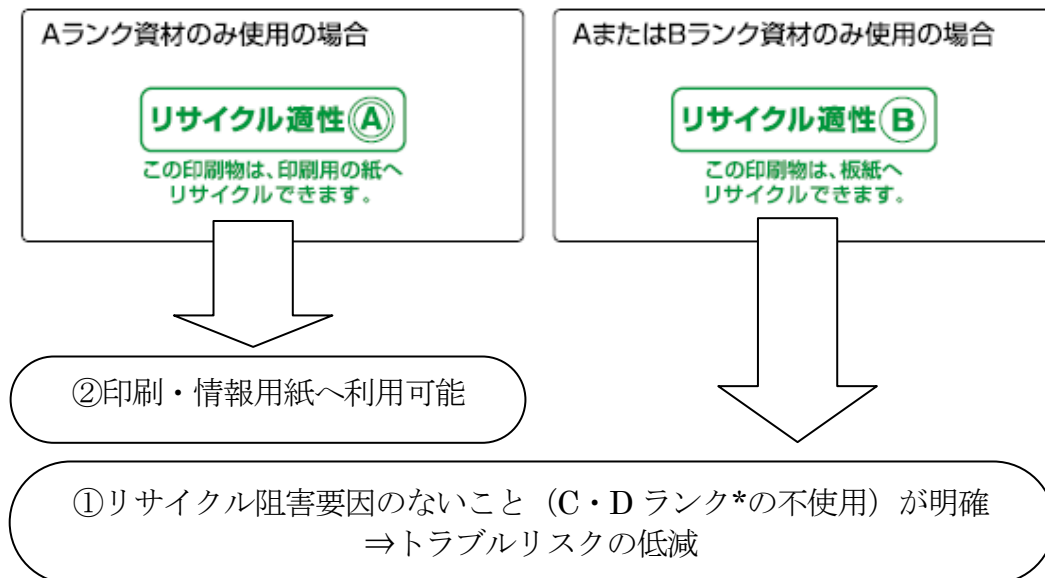 Aランク資材のみ使用の場合
リサイクル適性Ⓐ
この印刷物は、印刷用の紙へ
リサイクルできます。
AまたはBランク資材のみ使用の場合
リサイクル適性Ⓑ
この印刷物は、板紙へ
リサイクルできます。
②印刷・情報用紙へ利用可能
①リサイクル阻害要因のないこと（C・D ランク*の不使用）が明確
⇒トラブルリスクの低減